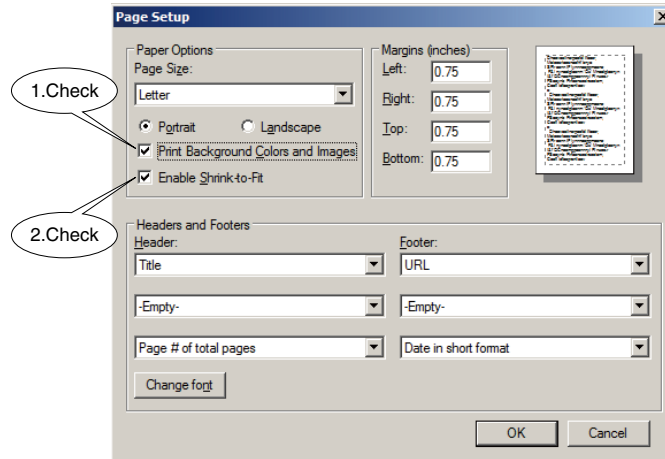 Page Setup
Paper Options
Page Size:
Letter
Portrait
Landscape
Print Background Colors and Images
Enable Shrink-to-Fit
1.Check
2.Check
Margins (inches)
Left: 0.75
Right: 0.75
Top: 0.75
Bottom: 0.75
Headers and Footers
Header:
Footer:
Title
URL
-Empty-
-Empty-
Page # of total pages
Date in short format
Change font
OK
Cancel